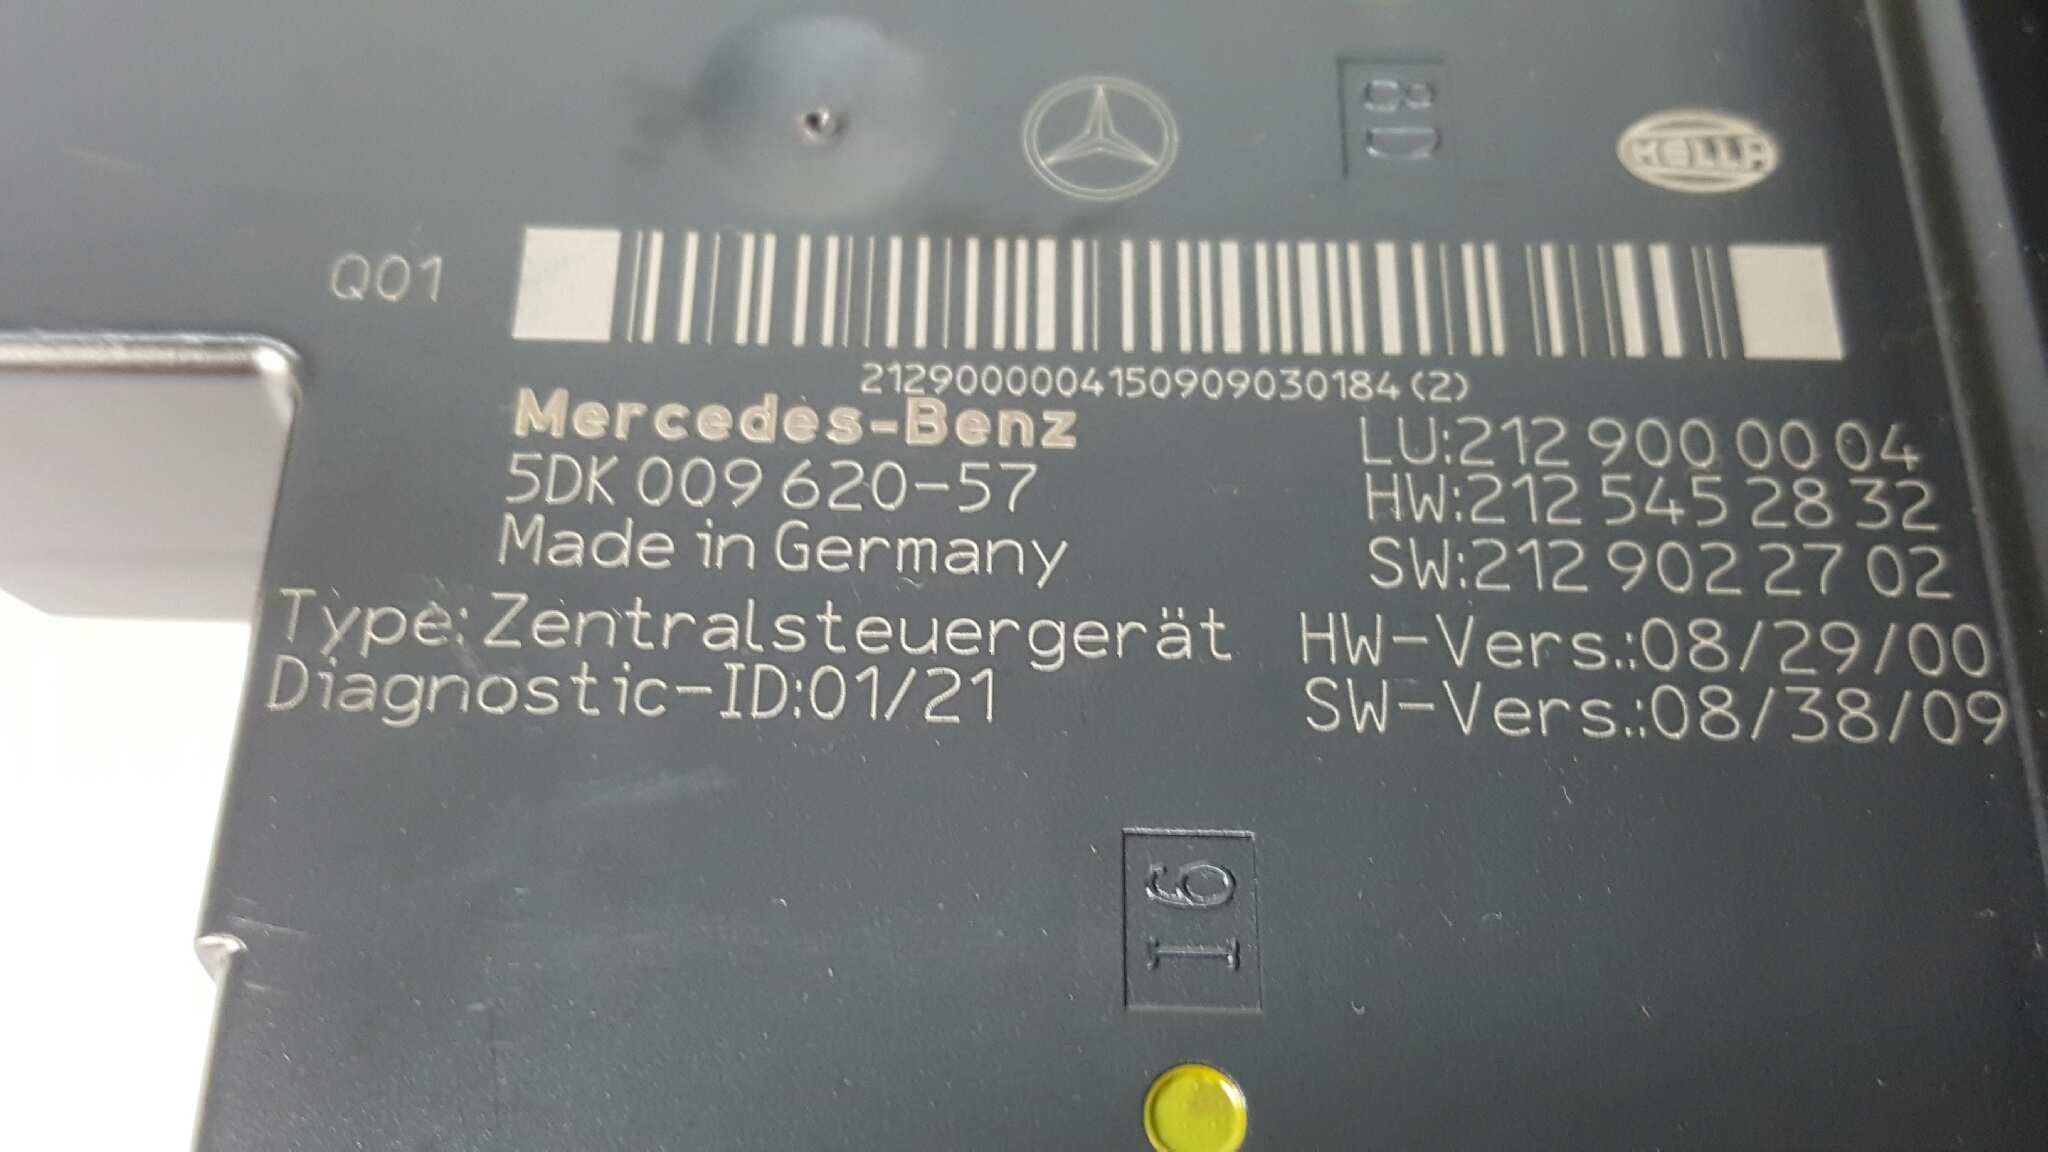 8D
HELLA
Q01
2129000004150909030184 (2)
Mercedes-Benz
5DK 009 620-57
Made in Germany
Type: Zentralsteuergerät
Diagnostic-ID:01/21
LU:212 900 00 04
HW:212 545 28 32
SW:212 902 27 02
HW-Vers.:08/29/00
SW-Vers.:08/38/09